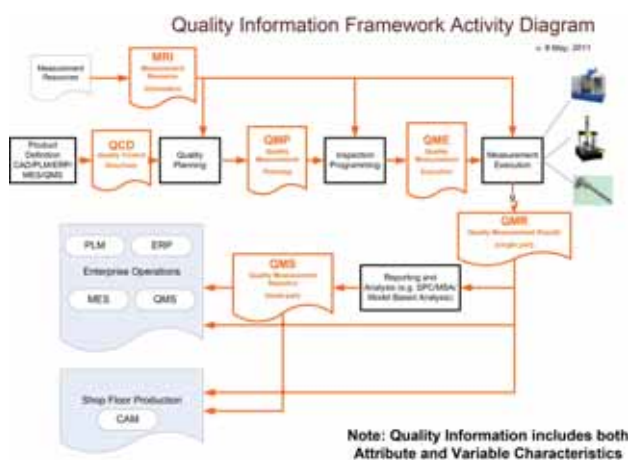 Quality Information Framework Activity Diagram
v. 9 May, 2011
Measurement
Resources
MRI
Measurement
Resource
Information
Product
Definition
CAD/PLM/ERP/
MES/QMS
QCD
Quality Control
Quality
Planning
QMP
Quality
Measurement
Planning
Inspection
Programming
QME
Quality
Measurement
Execution
Measurement
Execution
QMR
Quality Measurement Results
(single part)
PLM
ERP
Enterprise Operations
MES
QMS
QMS
Quality Measurement
Statistics
(multi part)
Reporting and
Analysis (e.g. SPC/MSA/
Model Based Analysis)
Shop Floor Production
CAM
Note: Quality Information includes both
Attribute and Variable Characteristics